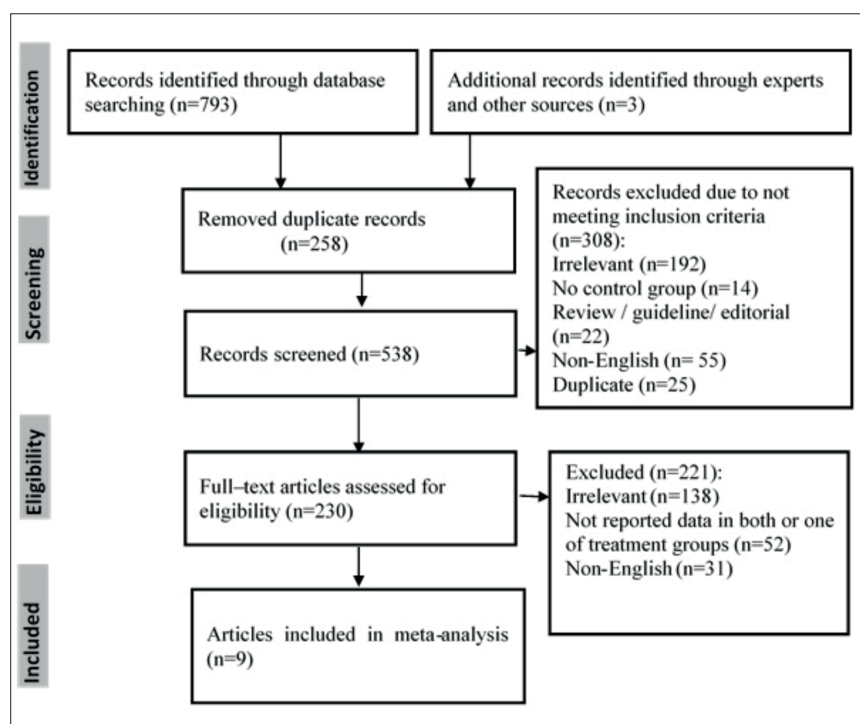 Identification
Records identified through database
searching (n=793)
Additional records identified through experts
and other sources (n=3)
Screening
Removed duplicate records
(n=258)
Records excluded due to not
meeting inclusion criteria
(n=308):
Irrelevant (n=192)
No control group (n=14)
Review / guideline/ editorial
(n=22)
Non-English (n= 55)
Duplicate (n=25)
Records screened (n=538)
Eligibility
Full–text articles assessed for
eligibility (n=230)
Excluded (n=221):
Irrelevant (n=138)
Not reported data in both or one
of treatment groups (n=52)
Non-English (n=31)
Included
Articles included in meta-analysis
(n=9)